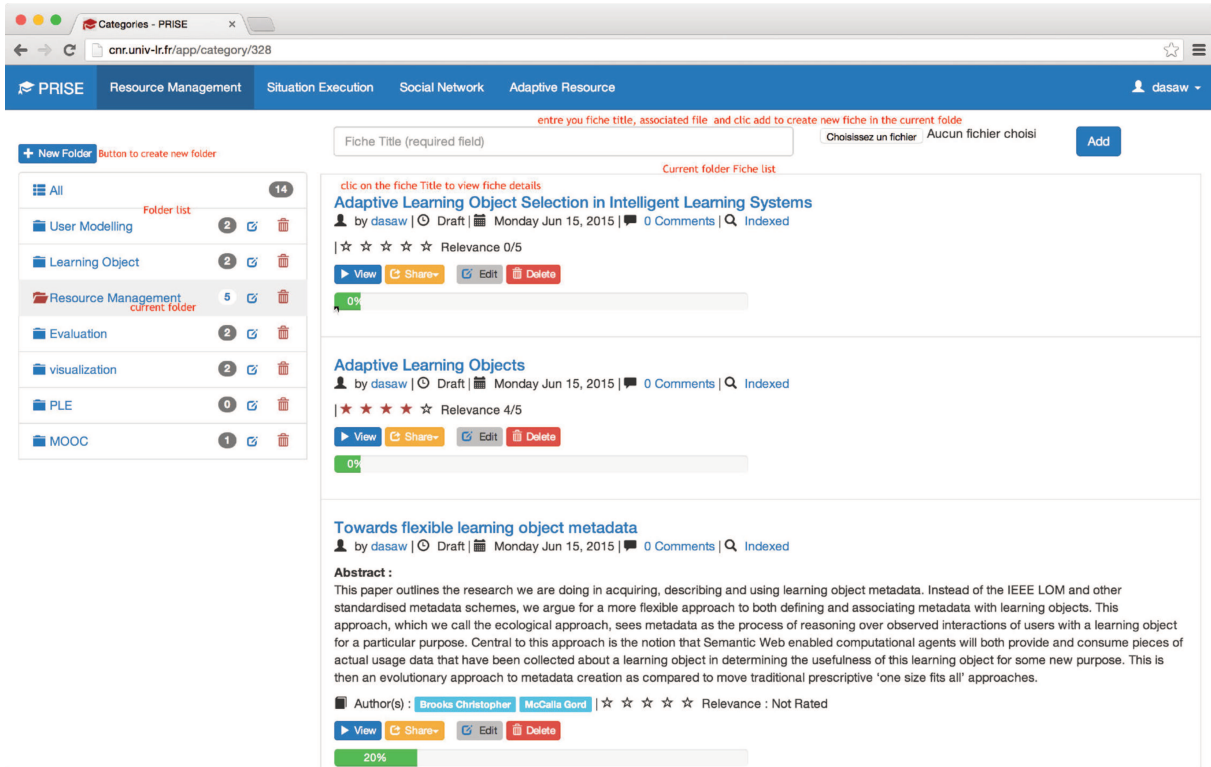 Categories - PRISE
cnr.univ-lr.fr/app/category/328
PRISE Resource Management Situation Execution Social Network Adaptive Resource dasaw
entre you fiche title, associated file and clic add to create new fiche in the current folde
Fiche Title (required field) Choisissez un fichier Aucun fichier choisi Add
New Folder Button to create new folder
All 14
Folder list
User Modelling 2
Learning Object 2
Resource Management 5
current folder
Evaluation 2
visualization 2
PLE 0
MOOC 1
Current folder Fiche list
clic on the fiche Title to view fiche details
Adaptive Learning Object Selection in Intelligent Learning Systems
by dasaw | Draft | Monday Jun 15, 2015 | 0 Comments | Indexed
| Relevance 0/5
View Share Edit Delete
0%
Adaptive Learning Objects
by dasaw | Draft | Monday Jun 15, 2015 | 0 Comments | Indexed
| Relevance 4/5
View Share Edit Delete
0%
Towards flexible learning object metadata
by dasaw | Draft | Monday Jun 15, 2015 | 0 Comments | Indexed
Abstract :
This paper outlines the research we are doing in acquiring, describing and using learning object metadata. Instead of the IEEE LOM and other
standardised metadata schemes, we argue for a more flexible approach to both defining and associating metadata with learning objects. This
approach, which we call the ecological approach, sees metadata as the process of reasoning over observed interactions of users with a learning object
for a particular purpose. Central to this approach is the notion that Semantic Web enabled computational agents will both provide and consume pieces of
actual usage data that have been collected about a learning object in determining the usefulness of this learning object for some new purpose. This is
then an evolutionary approach to metadata creation as compared to move traditional prescriptive 'one size fits all' approaches.
Author(s) : Brooks Christopher McCalla Gord | Relevance : Not Rated
View Share Edit Delete
20%